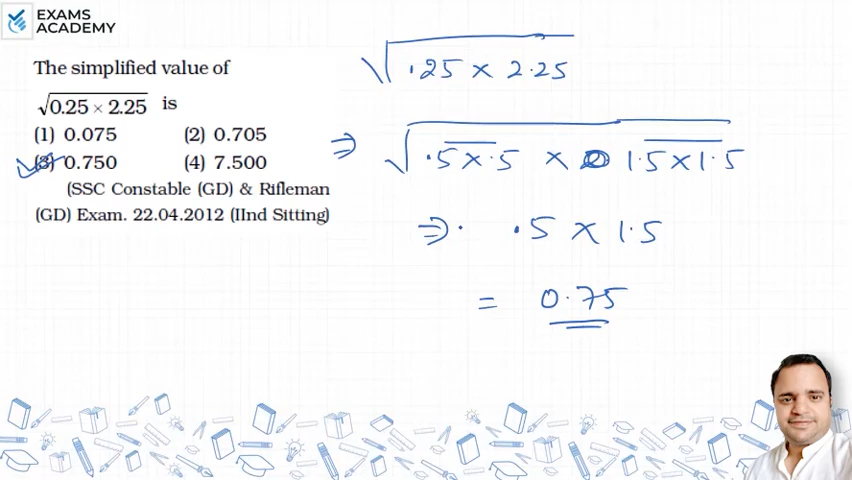 EXAMS
ACADEMY
The simplified value of
√0.25 × 2.25 is
(1) 0.075 (2) 0.705
(3) 0.750 (4) 7.500
(SSC Constable (GD) & Rifleman
(GD) Exam. 22.04.2012 (IInd Sitting)
√.25 × 2.25
⇒ √.5 × .5 × 1.5 × 1.5
⇒ .5 × 1.5
= 0.75